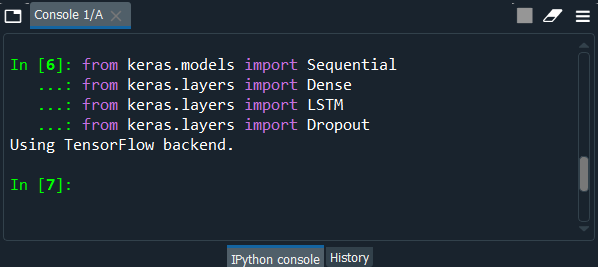 Console 1/A
In [6]: from keras.models import Sequential
   ...: from keras.layers import Dense
   ...: from keras.layers import LSTM
   ...: from keras.layers import Dropout
Using TensorFlow backend.
In [7]:
IPython console History